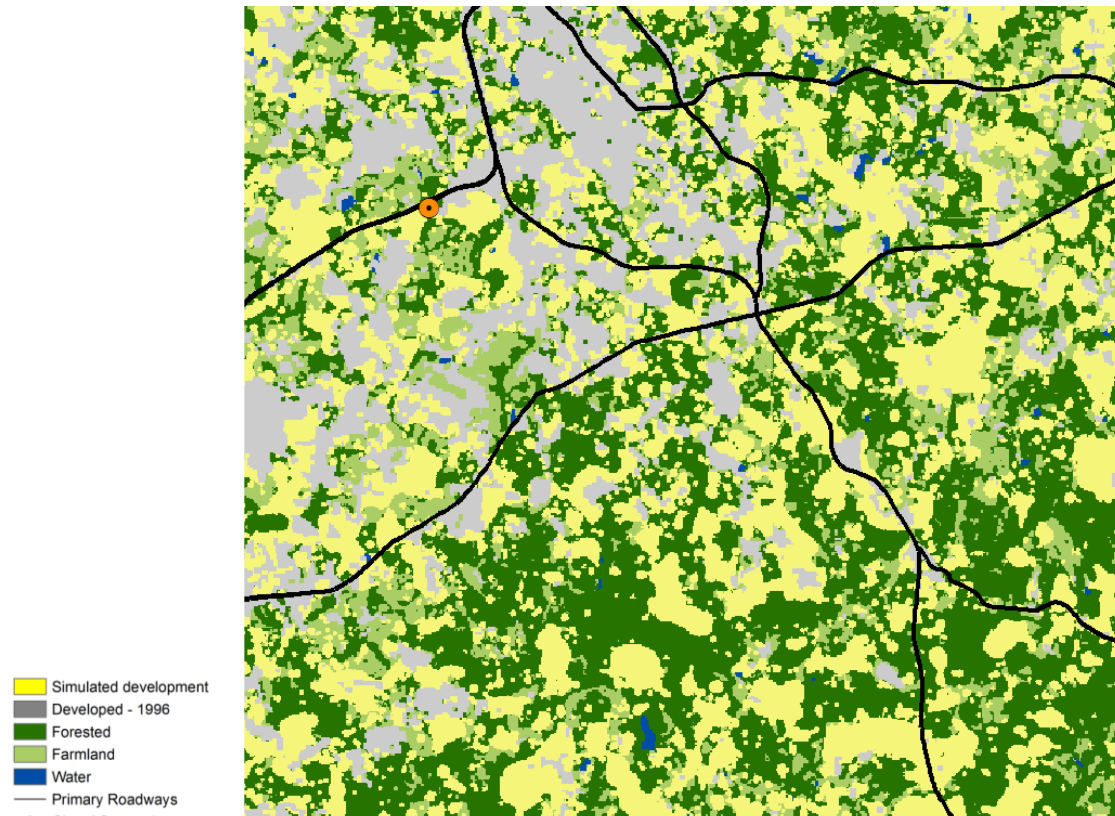 Simulated development
Developed - 1996
Forested
Farmland
Water
Primary Roadways